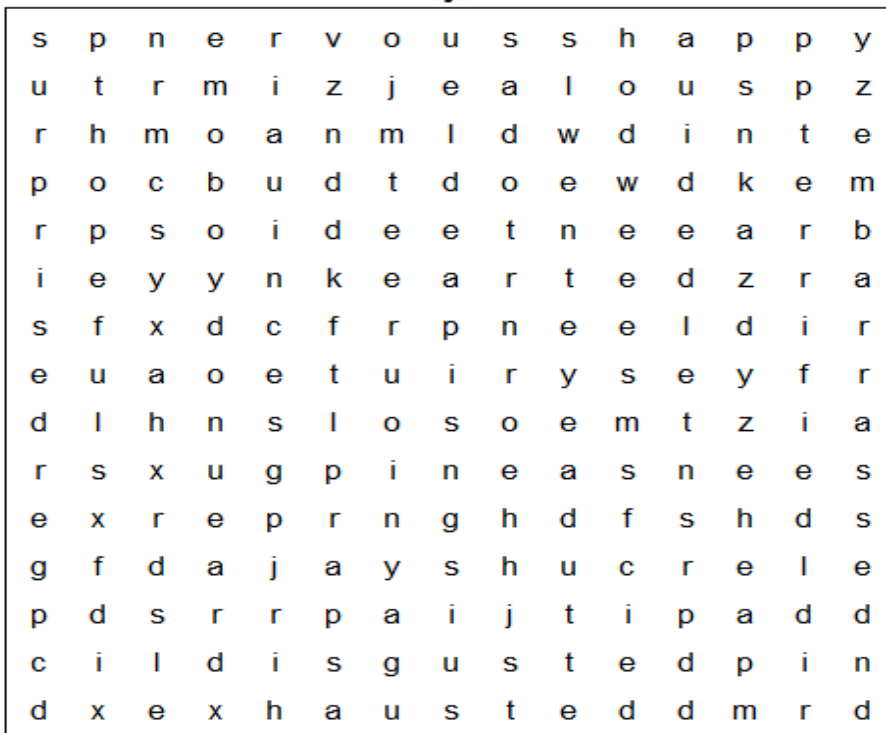 s p n e r v o u s s h a p p y
u t r m i z j e a l o u s p z
r h m o a n m l d w d i n t e
p o c b u d t d o e w d k e m
r p s o i d e e t n e e a r b
i e y y n k e a r t e d z r a
s f x d c f r p n e e l d i r
e u a o e t u i r y s e y f r
d l h n s l o s o e m t z i a
r s x u g p i n e a s n e e s
e x r e p r n g h d f s h d s
g f d a j a y s h u c r e l e
p d s r r p a i j t i p a d d
c i l d i s g u s t e d p i n
d x e x h a u s t e d d m r d